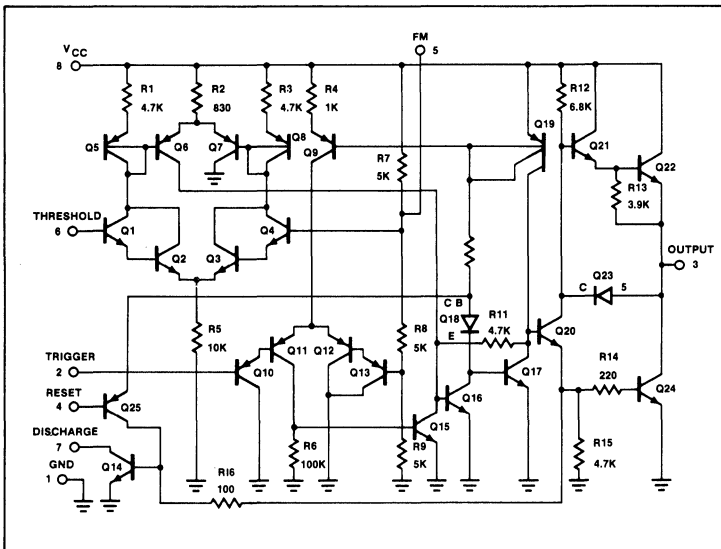 FM
5
VCC
8
R1
4.7K
R2
830
R3
4.7K
R4
1K
R12
6.8K
Q19
Q21
Q22
Q5
Q6
Q7
Q8
Q9
R7
5K
R13
3.9K
THRESHOLD
6
Q1
Q2
Q3
Q4
OUTPUT
3
C
Q23
5
C B
Q18
E
R11
4.7K
Q20
R5
10K
R8
5K
Q11
Q12
TRIGGER
2
Q10
Q13
Q17
R14
220
Q24
RESET
4
Q25
Q16
Q15
DISCHARGE
7
R6
100K
R9
5K
R15
4.7K
Q14
GND
1
R16
100